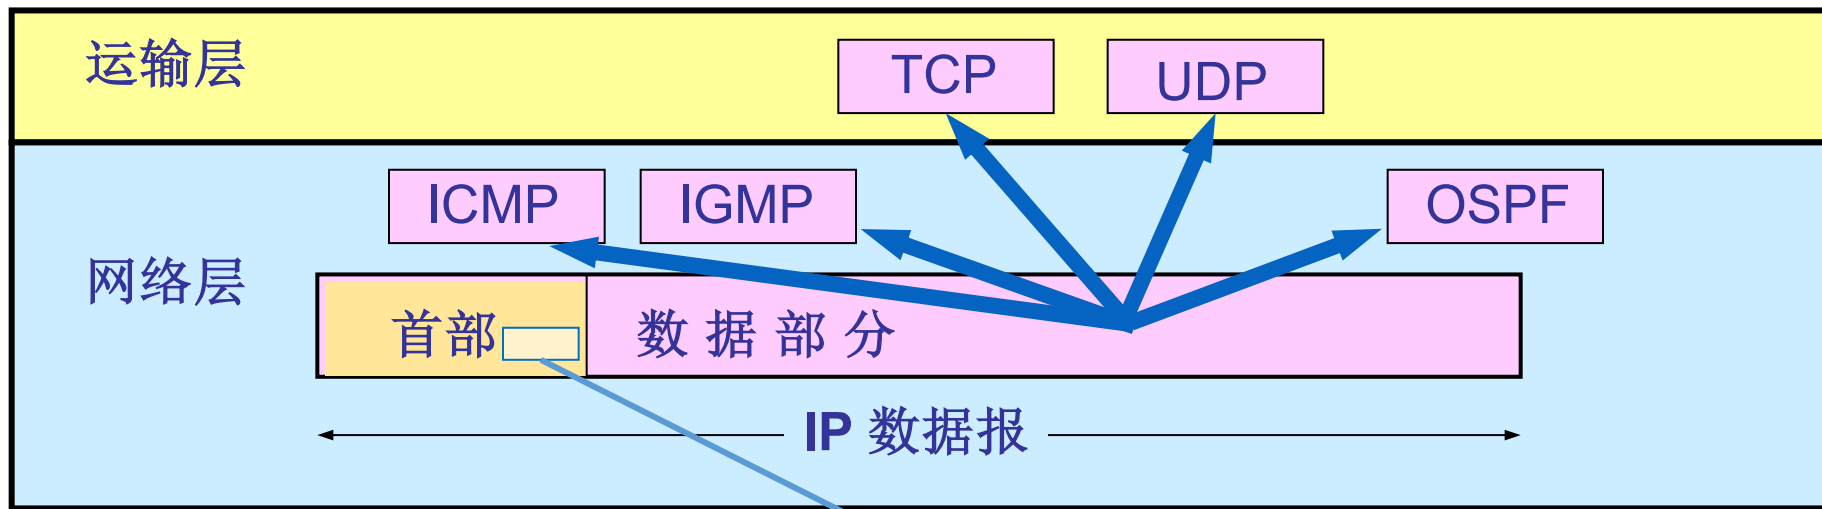 运输层
TCP
UDP
ICMP
IGMP
OSPF
网络层
首部
数 据 部 分
IP 数据报